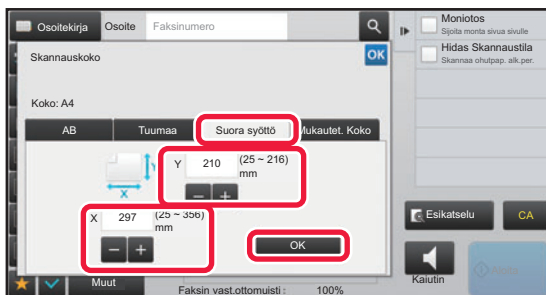 Osoitekirja
Osoite
Faksinumero
Moniotos
Sijoita monta sivua sivulle
Hidas Skannaustila
Skannaa ohutpap. alk.per.
Skannauskoko
OK
Koko: A4
AB
Tuumaa
Suora syöttö
Mukautet. Koko
Y
210
(25 ~ 216)
mm
X
Y
X
297
(25 ~ 356)
mm
OK
Esikatselu
CA
Kaiutin
Aloita
Muut
Faksin vast.ottomuisti :
100%